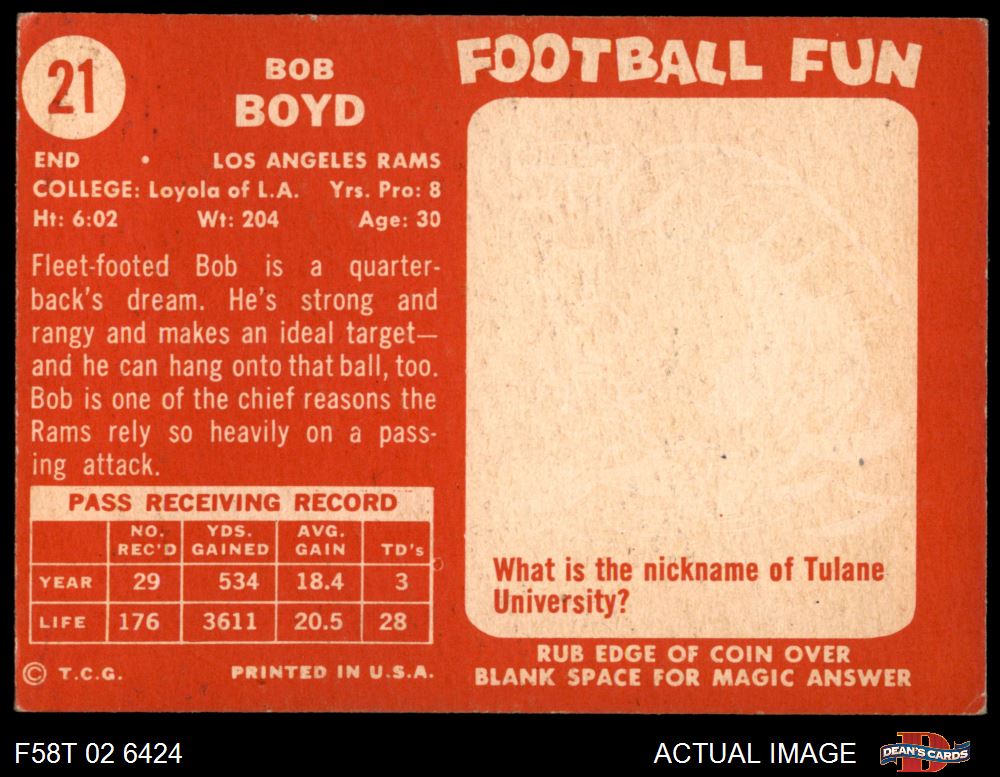 21
BOB
BOYD
END • LOS ANGELES RAMS
COLLEGE: Loyola of L.A. Yrs. Pro: 8
Ht: 6:02 Wt: 204 Age: 30
Fleet-footed Bob is a quarter-
back's dream. He's strong and
rangy and makes an ideal target—
and he can hang onto that ball, too.
Bob is one of the chief reasons the
Rams rely so heavily on a pass-
ing attack.
PASS RECEIVING RECORD
NO. REC'D YDS. GAINED AVG. GAIN TD's
YEAR 29 534 18.4 3
LIFE 176 3611 20.5 28
© T.C.G. PRINTED IN U.S.A.
FOOTBALL FUN
What is the nickname of Tulane
University?
RUB EDGE OF COIN OVER
BLANK SPACE FOR MAGIC ANSWER
F58T 02 6424
ACTUAL IMAGE
D
DEAN'S CARDS